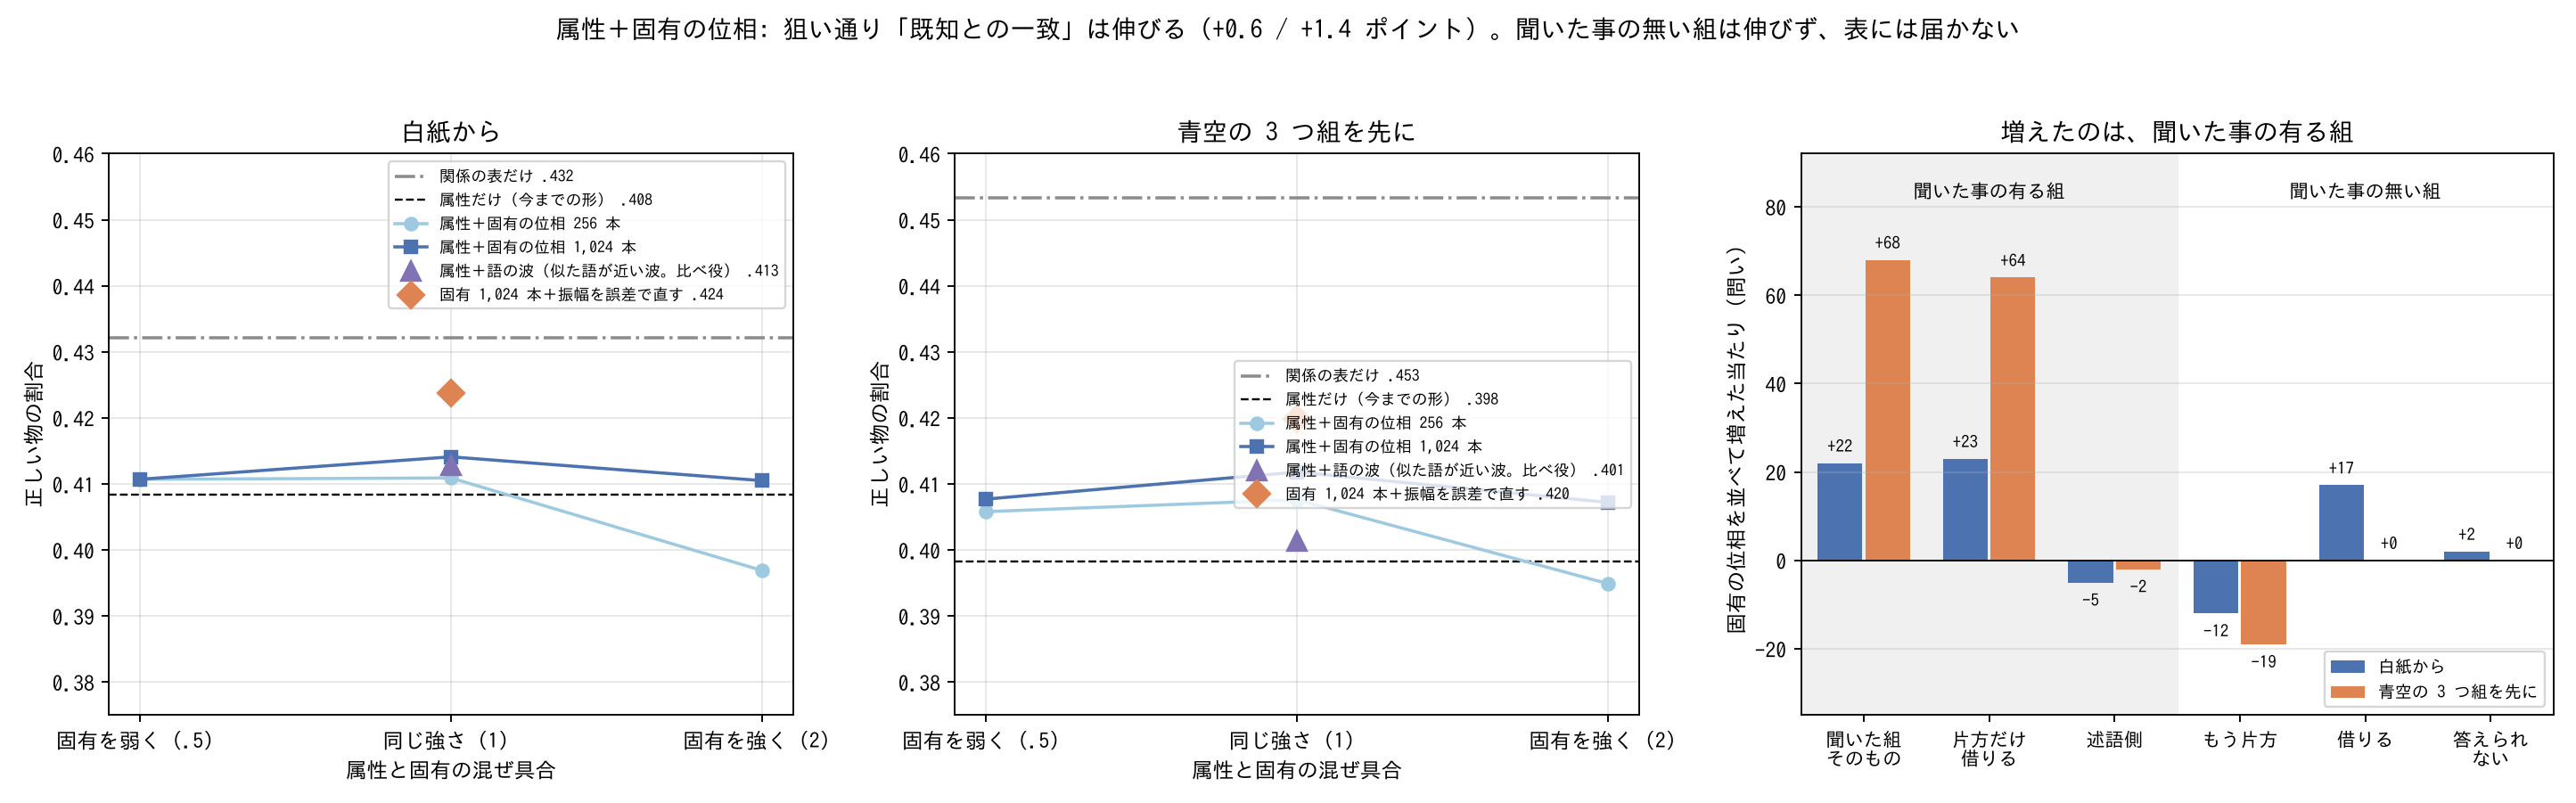 属性＋固有の位相: 狙い通り「既知との一致」は伸びる（+0.6 / +1.4 ポイント）。聞いた事の無い組は伸びず、表には届かない
白紙から
0.46
0.45
0.44
0.43
0.42
0.41
0.40
0.39
0.38
正しい物の割合
関係の表だけ .432
属性だけ（今までの形） .408
属性＋固有の位相 256 本
属性＋固有の位相 1,024 本
属性＋語の波（似た語が近い波。比べ役） .413
固有 1,024 本＋振幅を誤差で直す .424
固有を弱く (.5)
同じ強さ (1)
固有を強く (2)
属性と固有の混ぜ具合
青空の 3 つ組を先に
0.46
0.45
0.44
0.43
0.42
0.41
0.40
0.39
0.38
正しい物の割合
関係の表だけ .453
属性だけ（今までの形） .398
属性＋固有の位相 256 本
属性＋固有の位相 1,024 本
属性＋語の波（似た語が近い波。比べ役） .401
固有 1,024 本＋振幅を誤差で直す .420
固有を弱く (.5)
同じ強さ (1)
固有を強く (2)
属性と固有の混ぜ具合
増えたのは、聞いた事の有る組
聞いた事の有る組
聞いた事の無い組
80
60
40
20
0
−20
固有の位相を並べて増えた当たり（問い）
+22
+68
+23
+64
−5
−2
−12
−19
+17
+0
+2
+0
白紙から
青空の 3 つ組を先に
聞いた組
そのもの
片方だけ
借りる
述語側
もう片方
借りる
答えられ
ない